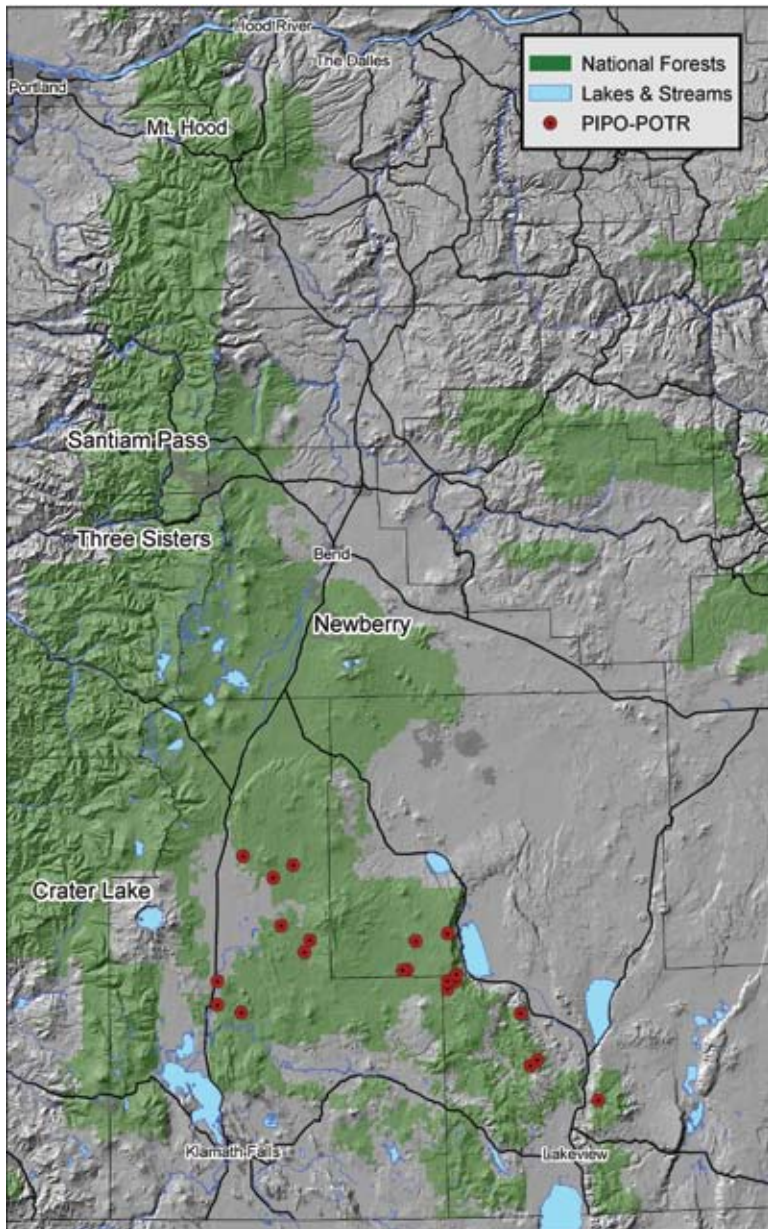 Hood River
The Dalles
Portland
Mt. Hood
National Forests
Lakes & Streams
PIPO-POTR
Santiam Pass
Three Sisters
Bend
Newberry
Crater Lake
Klamath Falls
Lakeview